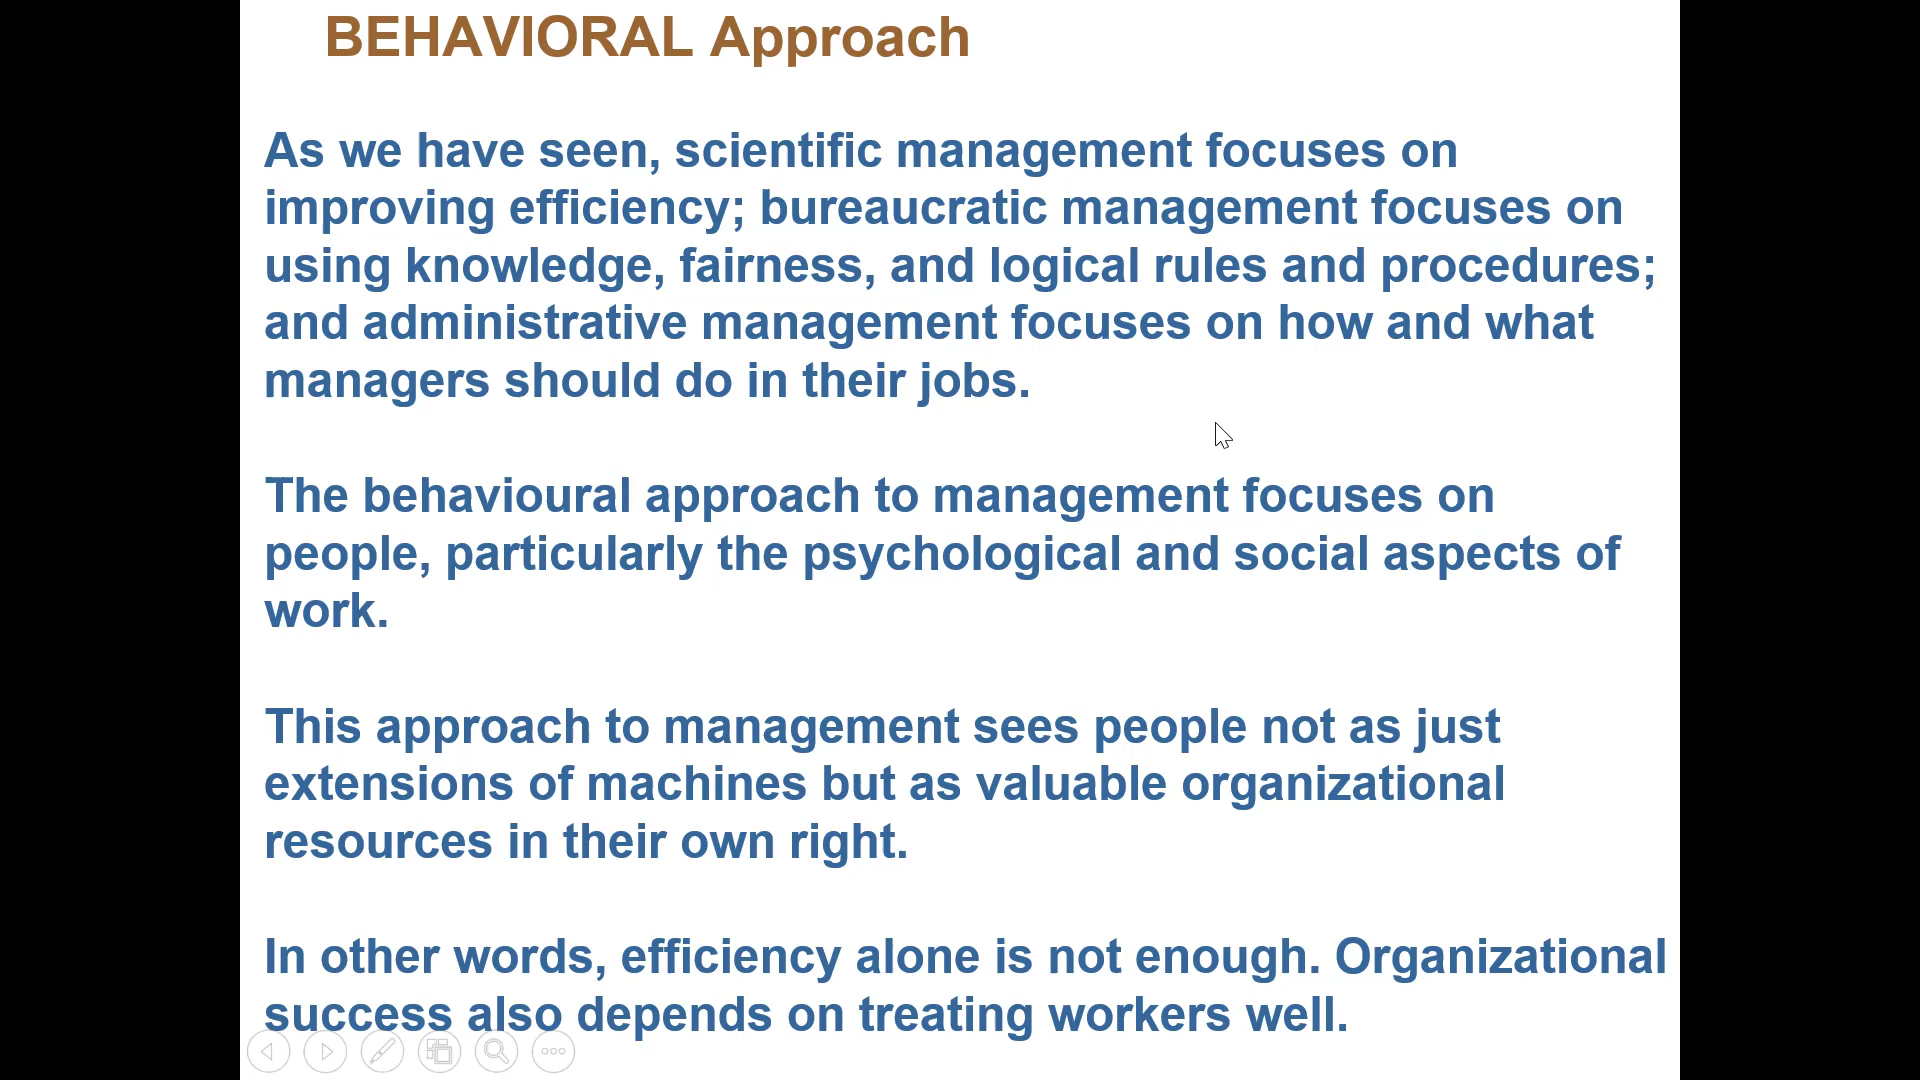 BEHAVIORAL Approach
As we have seen, scientific management focuses on
improving efficiency; bureaucratic management focuses on
using knowledge, fairness, and logical rules and procedures;
and administrative management focuses on how and what
managers should do in their jobs.
The behavioural approach to management focuses on
people, particularly the psychological and social aspects of
work.
This approach to management sees people not as just
extensions of machines but as valuable organizational
resources in their own right.
In other words, efficiency alone is not enough. Organizational
success also depends on treating workers well.